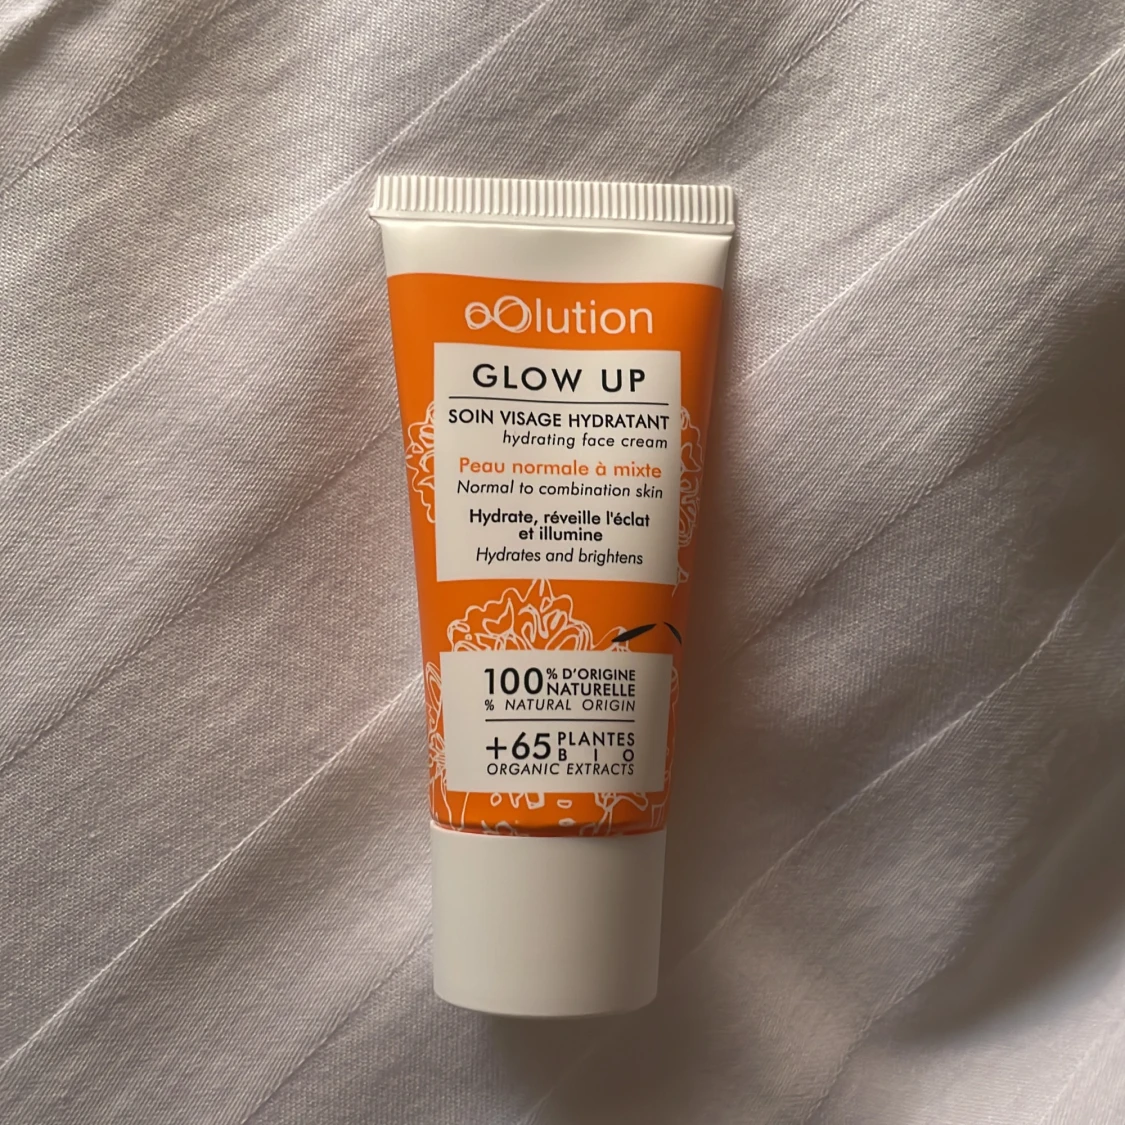 oOlution
GLOW UP
SOIN VISAGE HYDRATANT
hydrating face cream
Peau normale à mixte
Normal to combination skin
Hydrate, réveille l'éclat
et illumine
Hydrates and brightens
100% D'ORIGINE
NATURELLE
% NATURAL ORIGIN
+65 PLANTES
BIO
ORGANIC EXTRACTS